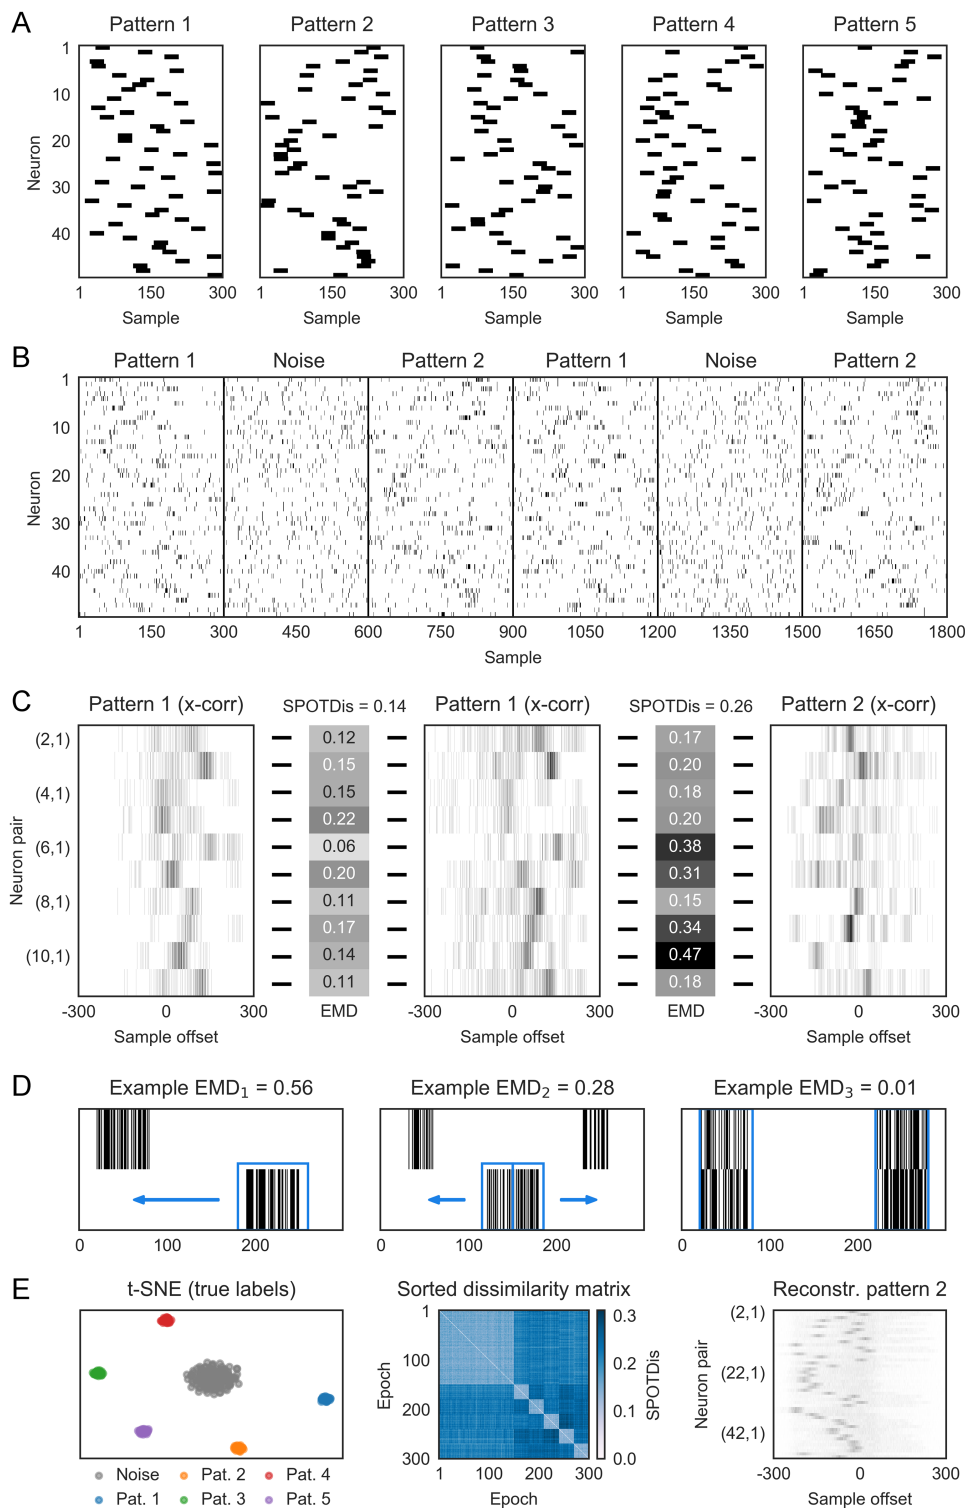 A
Pattern 1 Pattern 2 Pattern 3 Pattern 4 Pattern 5
1
10
20
30
40
Neuron
1 150 300 1 150 300 1 150 300 1 150 300 1 150 300
Sample Sample Sample Sample Sample
B
Pattern 1 Noise Pattern 2 Pattern 1 Noise Pattern 2
1
10
20
30
40
Neuron
1 150 300 450 600 750 900 1050 1200 1350 1500 1650 1800
Sample
C
Pattern 1 (x-corr) SPOTDis = 0.14 Pattern 1 (x-corr) SPOTDis = 0.26 Pattern 2 (x-corr)
Neuron pair
(2,1) 0.12 0.17
0.15 0.20
(4,1) 0.15 0.18
0.22 0.20
(6,1) 0.06 0.38
0.20 0.31
(8,1) 0.11 0.15
0.17 0.34
(10,1) 0.14 0.47
0.11 0.18
-300 0 300 EMD -300 0 300 EMD -300 0 300
Sample offset Sample offset Sample offset
D
Example EMD₁ = 0.56 Example EMD₂ = 0.28 Example EMD₃ = 0.01
0 100 200 0 100 200 0 100 200
E
t-SNE (true labels) Sorted dissimilarity matrix Reconstr. pattern 2
Noise Pat. 2 Pat. 4
Pat. 1 Pat. 3 Pat. 5
1
100
200
300
Epoch
1 100 200 300
Epoch
0.3
0.2
0.1
0.0
SPOTDis
(2,1)
(22,1)
(42,1)
Neuron pair
-300 0 300
Sample offset